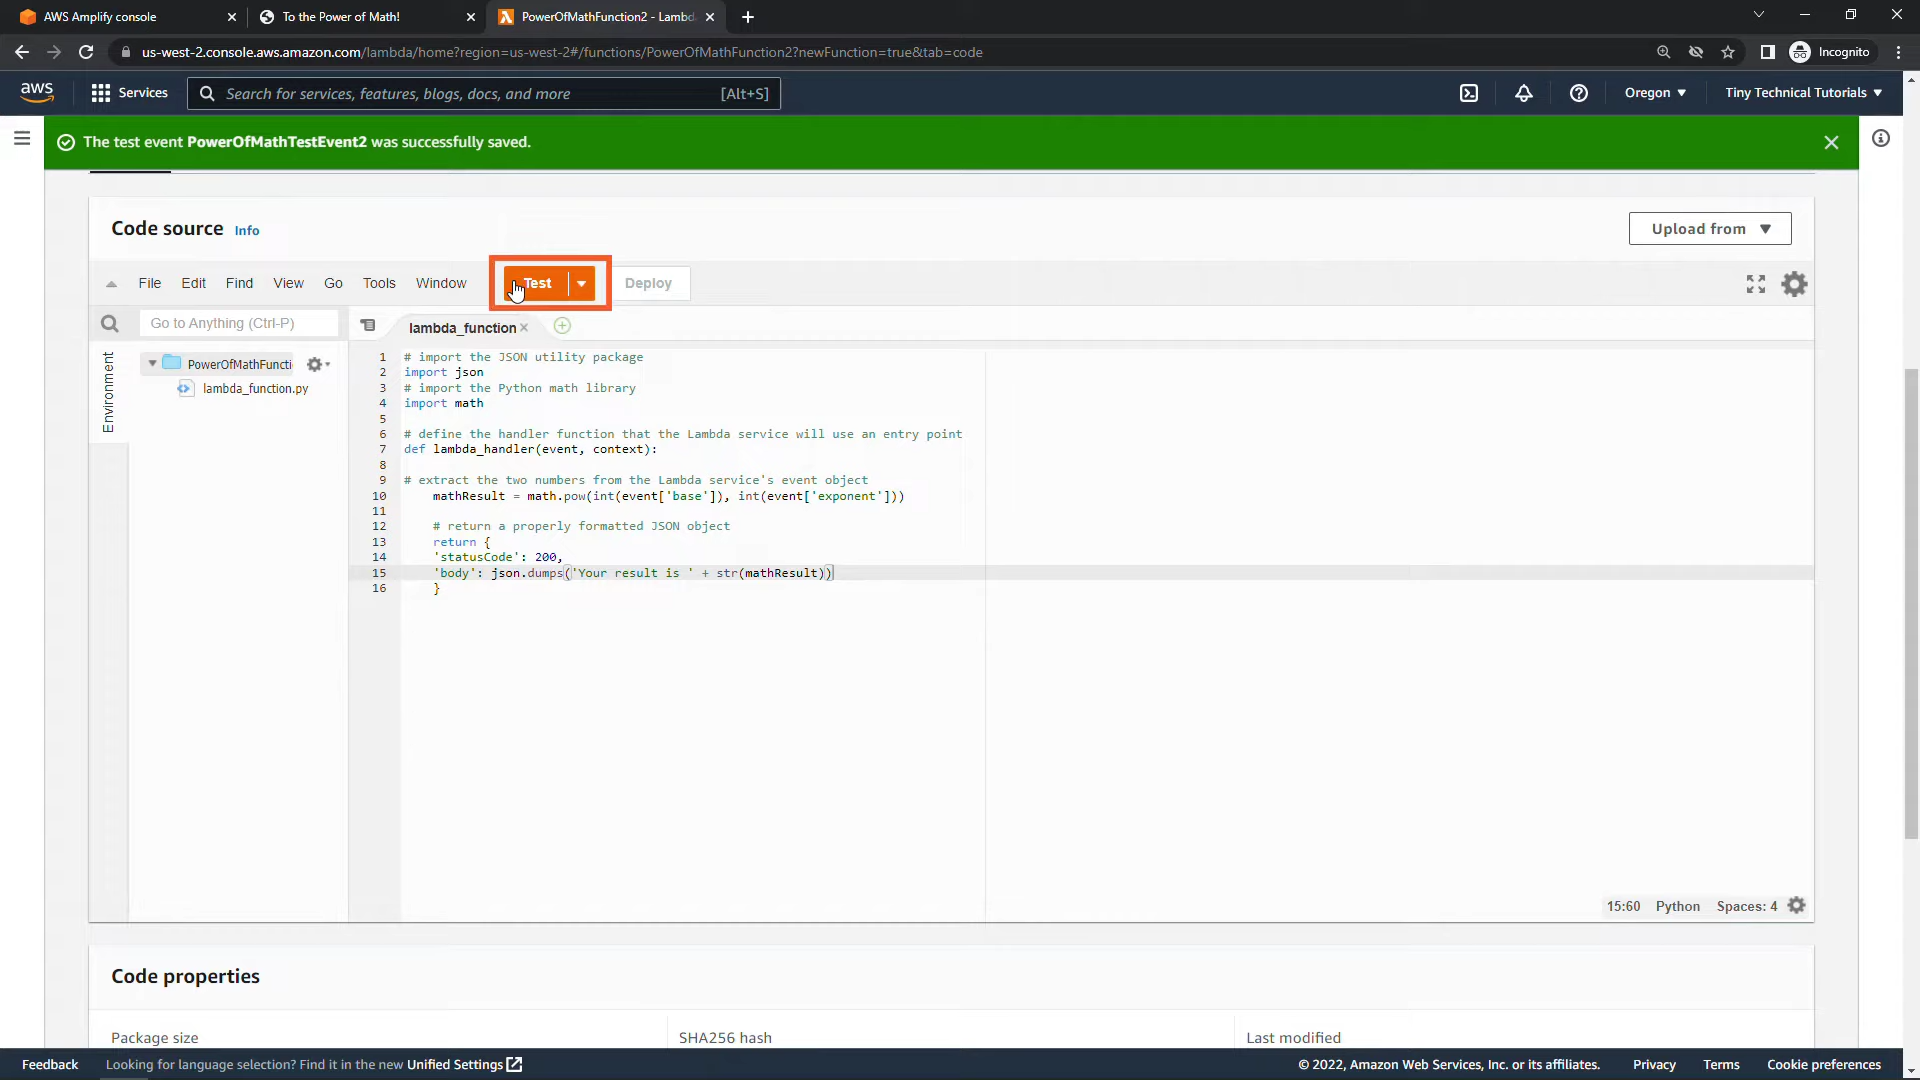 AWS Amplify console
To the Power of Math!
PowerOfMathFunction2 - Lambd
us-west-2.console.aws.amazon.com/lambda/home?region=us-west-2#/functions/PowerOfMathFunction2?newFunction=true&tab=code
Incognito
aws
Services
Search for services, features, blogs, docs, and more
[Alt+S]
Oregon
Tiny Technical Tutorials
The test event PowerOfMathTestEvent2 was successfully saved.
Code source Info
Upload from
File Edit Find View Go Tools Window
Test
Deploy
Go to Anything (Ctrl-P)
lambda_function
Environment
PowerOfMathFuncti
lambda_function.py
1 # import the JSON utility package
2 import json
3 # import the Python math library
4 import math
5
6 # define the handler function that the Lambda service will use an entry point
7 def lambda_handler(event, context):
8
9 # extract the two numbers from the Lambda service's event object
10 mathResult = math.pow(int(event['base']), int(event['exponent']))
11
12 # return a properly formatted JSON object
13 return {
14 'statusCode': 200,
15 'body': json.dumps('Your result is ' + str(mathResult))
16 }
15:60 Python Spaces: 4
Code properties
Package size
SHA256 hash
Last modified
Feedback
Looking for language selection? Find it in the new Unified Settings
© 2022, Amazon Web Services, Inc. or its affiliates.
Privacy
Terms
Cookie preferences